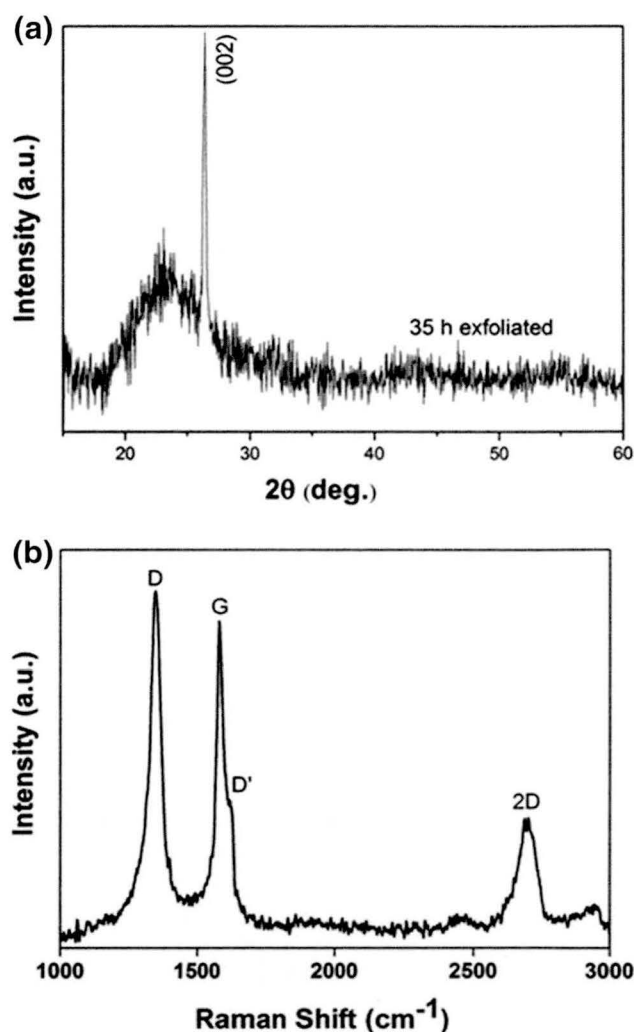 (a)
(002)
35 h exfoliated
Intensity (a.u.)
20 30 40 50 60
2θ (deg.)
(b)
D
G
D'
2D
Intensity (a.u.)
1000 1500 2000 2500 3000
Raman Shift (cm⁻¹)